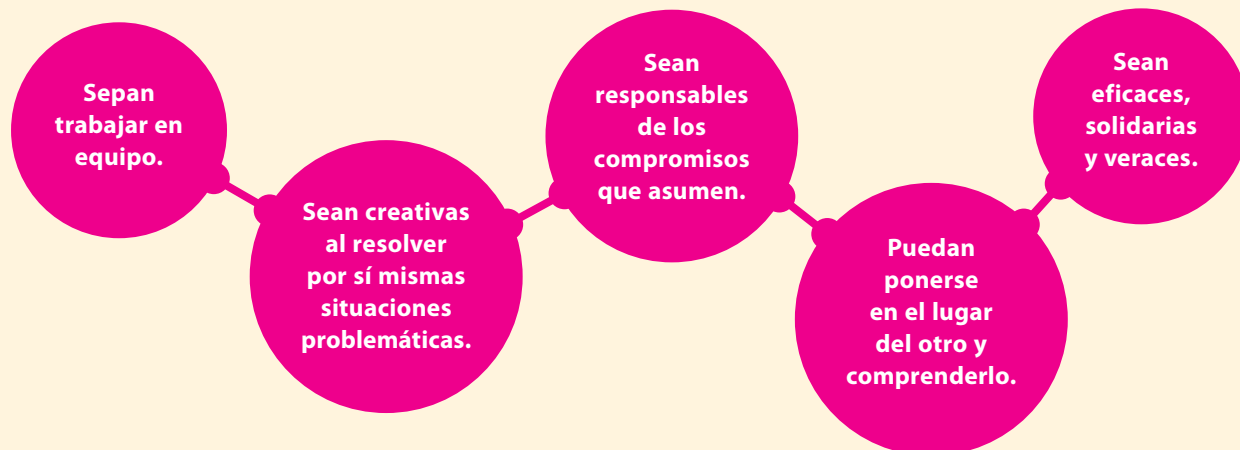 Sepan
trabajar en
equipo.
Sean creativas
al resolver
por sí mismas
situaciones
problemáticas.
Sean
responsables
de los
compromisos
que asumen.
Puedan
ponerse
en el lugar
del otro y
comprenderlo.
Sean
eficaces,
solidarias
y veraces.